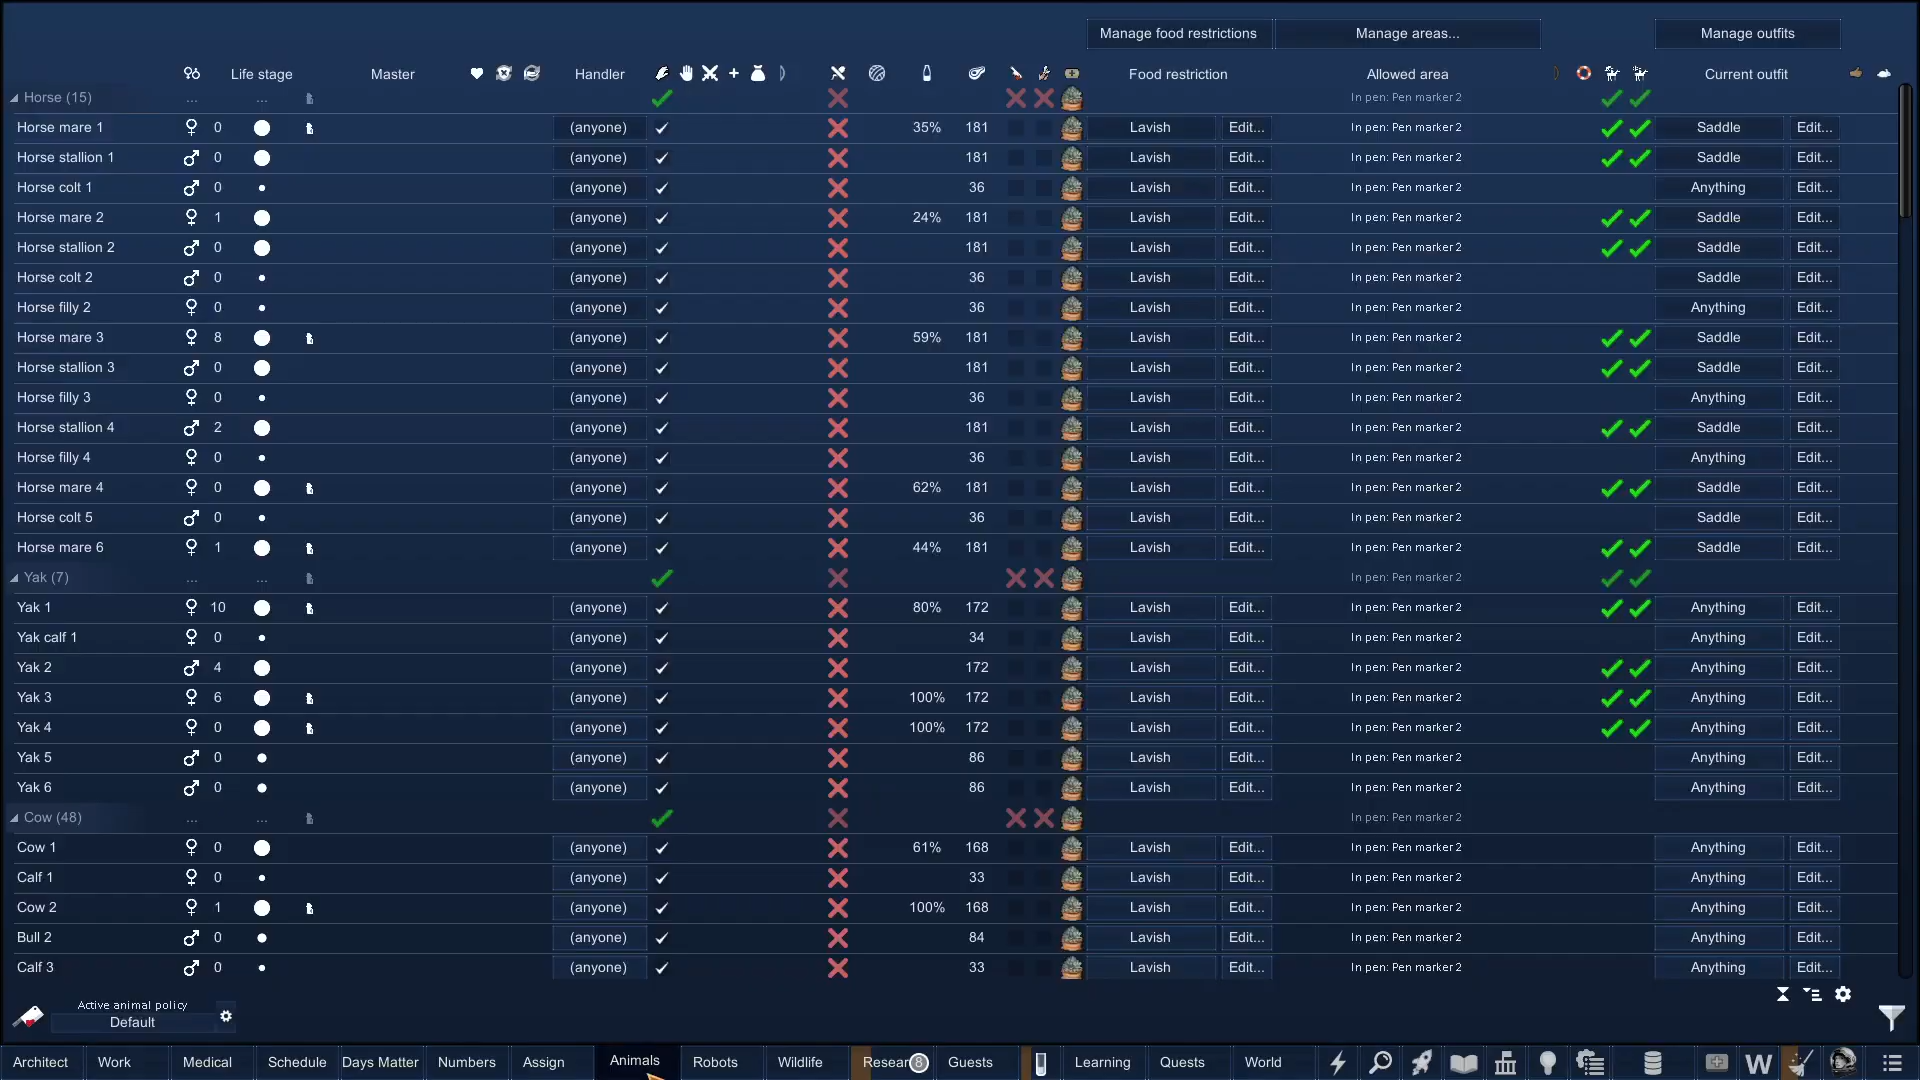 Manage food restrictions Manage areas... Manage outfits
Life stage Master Handler Food restriction Allowed area Current outfit
Horse (15) ... ... In pen: Pen marker 2
Horse mare 1 0 (anyone) 35% 181 Lavish Edit... In pen: Pen marker 2 Saddle Edit...
Horse stallion 1 0 (anyone) 181 Lavish Edit... In pen: Pen marker 2 Saddle Edit...
Horse colt 1 0 (anyone) 36 Lavish Edit... In pen: Pen marker 2 Anything Edit...
Horse mare 2 1 (anyone) 24% 181 Lavish Edit... In pen: Pen marker 2 Saddle Edit...
Horse stallion 2 0 (anyone) 181 Lavish Edit... In pen: Pen marker 2 Saddle Edit...
Horse colt 2 0 (anyone) 36 Lavish Edit... In pen: Pen marker 2 Saddle Edit...
Horse filly 2 0 (anyone) 36 Lavish Edit... In pen: Pen marker 2 Anything Edit...
Horse mare 3 8 (anyone) 59% 181 Lavish Edit... In pen: Pen marker 2 Saddle Edit...
Horse stallion 3 0 (anyone) 181 Lavish Edit... In pen: Pen marker 2 Saddle Edit...
Horse filly 3 0 (anyone) 36 Lavish Edit... In pen: Pen marker 2 Anything Edit...
Horse stallion 4 2 (anyone) 181 Lavish Edit... In pen: Pen marker 2 Saddle Edit...
Horse filly 4 0 (anyone) 36 Lavish Edit... In pen: Pen marker 2 Anything Edit...
Horse mare 4 0 (anyone) 62% 181 Lavish Edit... In pen: Pen marker 2 Saddle Edit...
Horse colt 5 0 (anyone) 36 Lavish Edit... In pen: Pen marker 2 Saddle Edit...
Horse mare 6 1 (anyone) 44% 181 Lavish Edit... In pen: Pen marker 2 Saddle Edit...
Yak (7) ... ... In pen: Pen marker 2
Yak 1 10 (anyone) 80% 172 Lavish Edit... In pen: Pen marker 2 Anything Edit...
Yak calf 1 0 (anyone) 34 Lavish Edit... In pen: Pen marker 2 Anything Edit...
Yak 2 4 (anyone) 172 Lavish Edit... In pen: Pen marker 2 Anything Edit...
Yak 3 6 (anyone) 100% 172 Lavish Edit... In pen: Pen marker 2 Anything Edit...
Yak 4 0 (anyone) 100% 172 Lavish Edit... In pen: Pen marker 2 Anything Edit...
Yak 5 0 (anyone) 86 Lavish Edit... In pen: Pen marker 2 Anything Edit...
Yak 6 0 (anyone) 86 Lavish Edit... In pen: Pen marker 2 Anything Edit...
Cow (48) ... ... In pen: Pen marker 2
Cow 1 0 (anyone) 61% 168 Lavish Edit... In pen: Pen marker 2 Anything Edit...
Calf 1 0 (anyone) 33 Lavish Edit... In pen: Pen marker 2 Anything Edit...
Cow 2 1 (anyone) 100% 168 Lavish Edit... In pen: Pen marker 2 Anything Edit...
Bull 2 0 (anyone) 84 Lavish Edit... In pen: Pen marker 2 Anything Edit...
Calf 3 0 (anyone) 33 Lavish Edit... In pen: Pen marker 2 Anything Edit...
Active animal policy
Default
Architect Work Medical Schedule Days Matter Numbers Assign Animals Robots Wildlife Resear 8 Guests Learning Quests World W